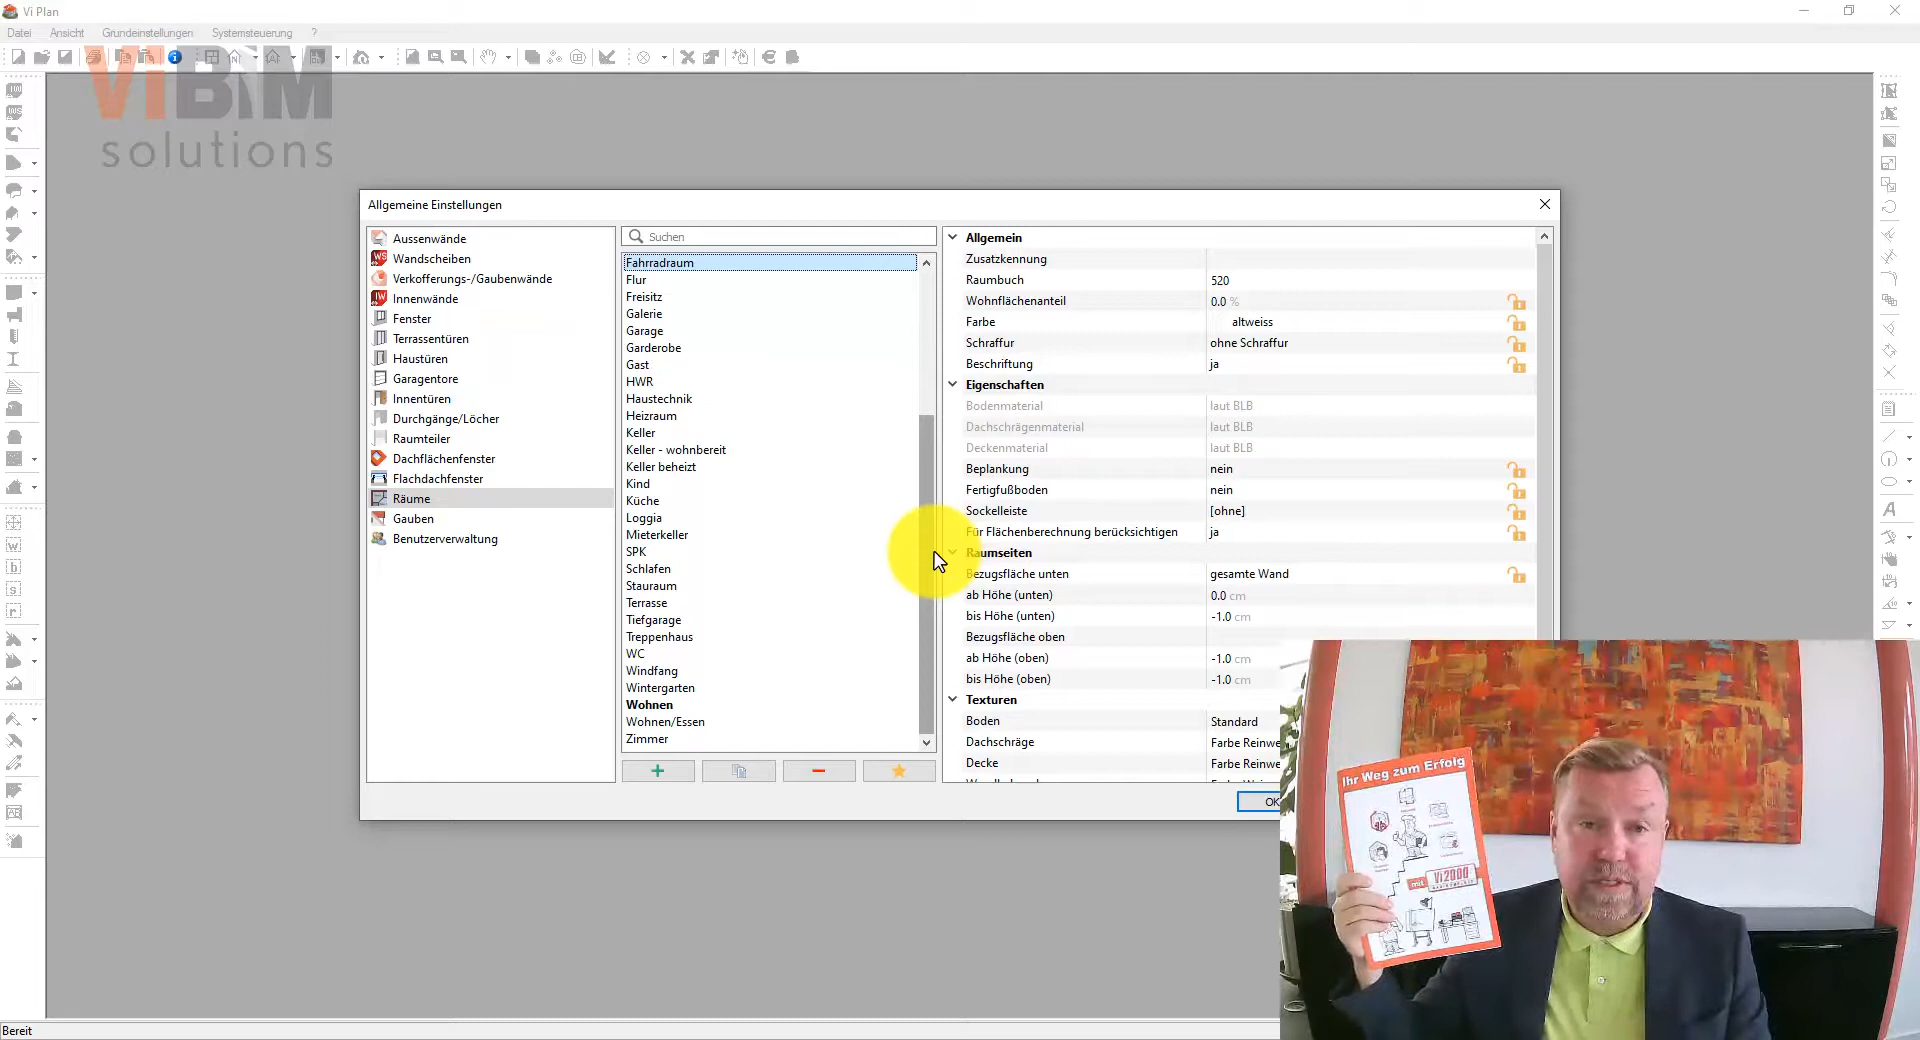 Vi Plan
Datei Ansicht Grundeinstellungen Systemsteuerung ?
ViBiM
solutions
Allgemeine Einstellungen
Aussenwände
Wandscheiben
Verkofferungs-/Gaubenwände
Innenwände
Fenster
Terrassentüren
Haustüren
Garagentore
Innentüren
Durchgänge/Löcher
Raumteiler
Dachflächenfenster
Flachdachfenster
Räume
Gauben
Benutzerverwaltung
Suchen
Fahrradraum
Flur
Freisitz
Galerie
Garage
Garderobe
Gast
HWR
Haustechnik
Heizraum
Keller
Keller - wohnbereit
Keller beheizt
Kind
Küche
Loggia
Mieterkeller
SPK
Schlafen
Stauraum
Terrasse
Tiefgarage
Treppenhaus
WC
Windfang
Wintergarten
Wohnen
Wohnen/Essen
Zimmer
Allgemein
Zusatzkennung
Raumbuch 520
Wohnflächenanteil 0.0 %
Farbe altweiss
Schraffur ohne Schraffur
Beschriftung ja
Eigenschaften
Bodenmaterial laut BLB
Dachschrägenmaterial laut BLB
Deckenmaterial laut BLB
Beplankung nein
Fertigfußboden nein
Sockelleiste [ohne]
Für Flächenberechnung berücksichtigen ja
Raumseiten
Bezugsfläche unten gesamte Wand
ab Höhe (unten) 0.0 cm
bis Höhe (unten) -1.0 cm
Bezugsfläche oben
ab Höhe (oben) -1.0 cm
bis Höhe (oben) -1.0 cm
Texturen
Boden Standard
Dachschräge Farbe Reinwe
Decke Farbe Reinwe
OK
Ihr Weg zum Erfolg
mit Vi2000
Bereit